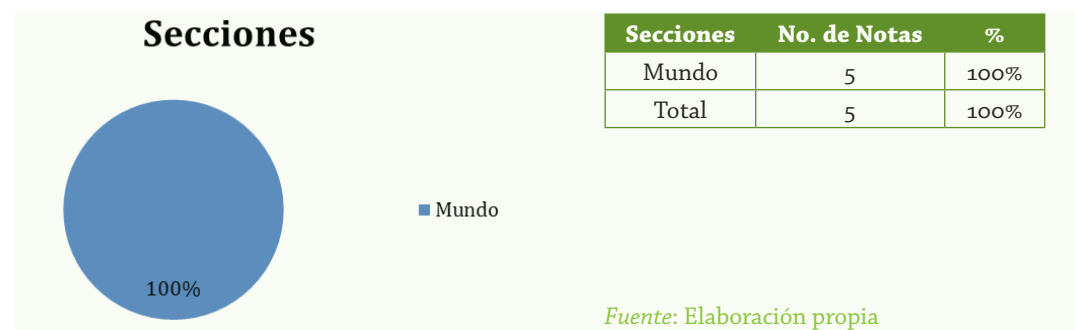 Secciones
100%
Mundo
Secciones No. de Notas %
Mundo 5 100%
Total 5 100%
Fuente: Elaboración propia